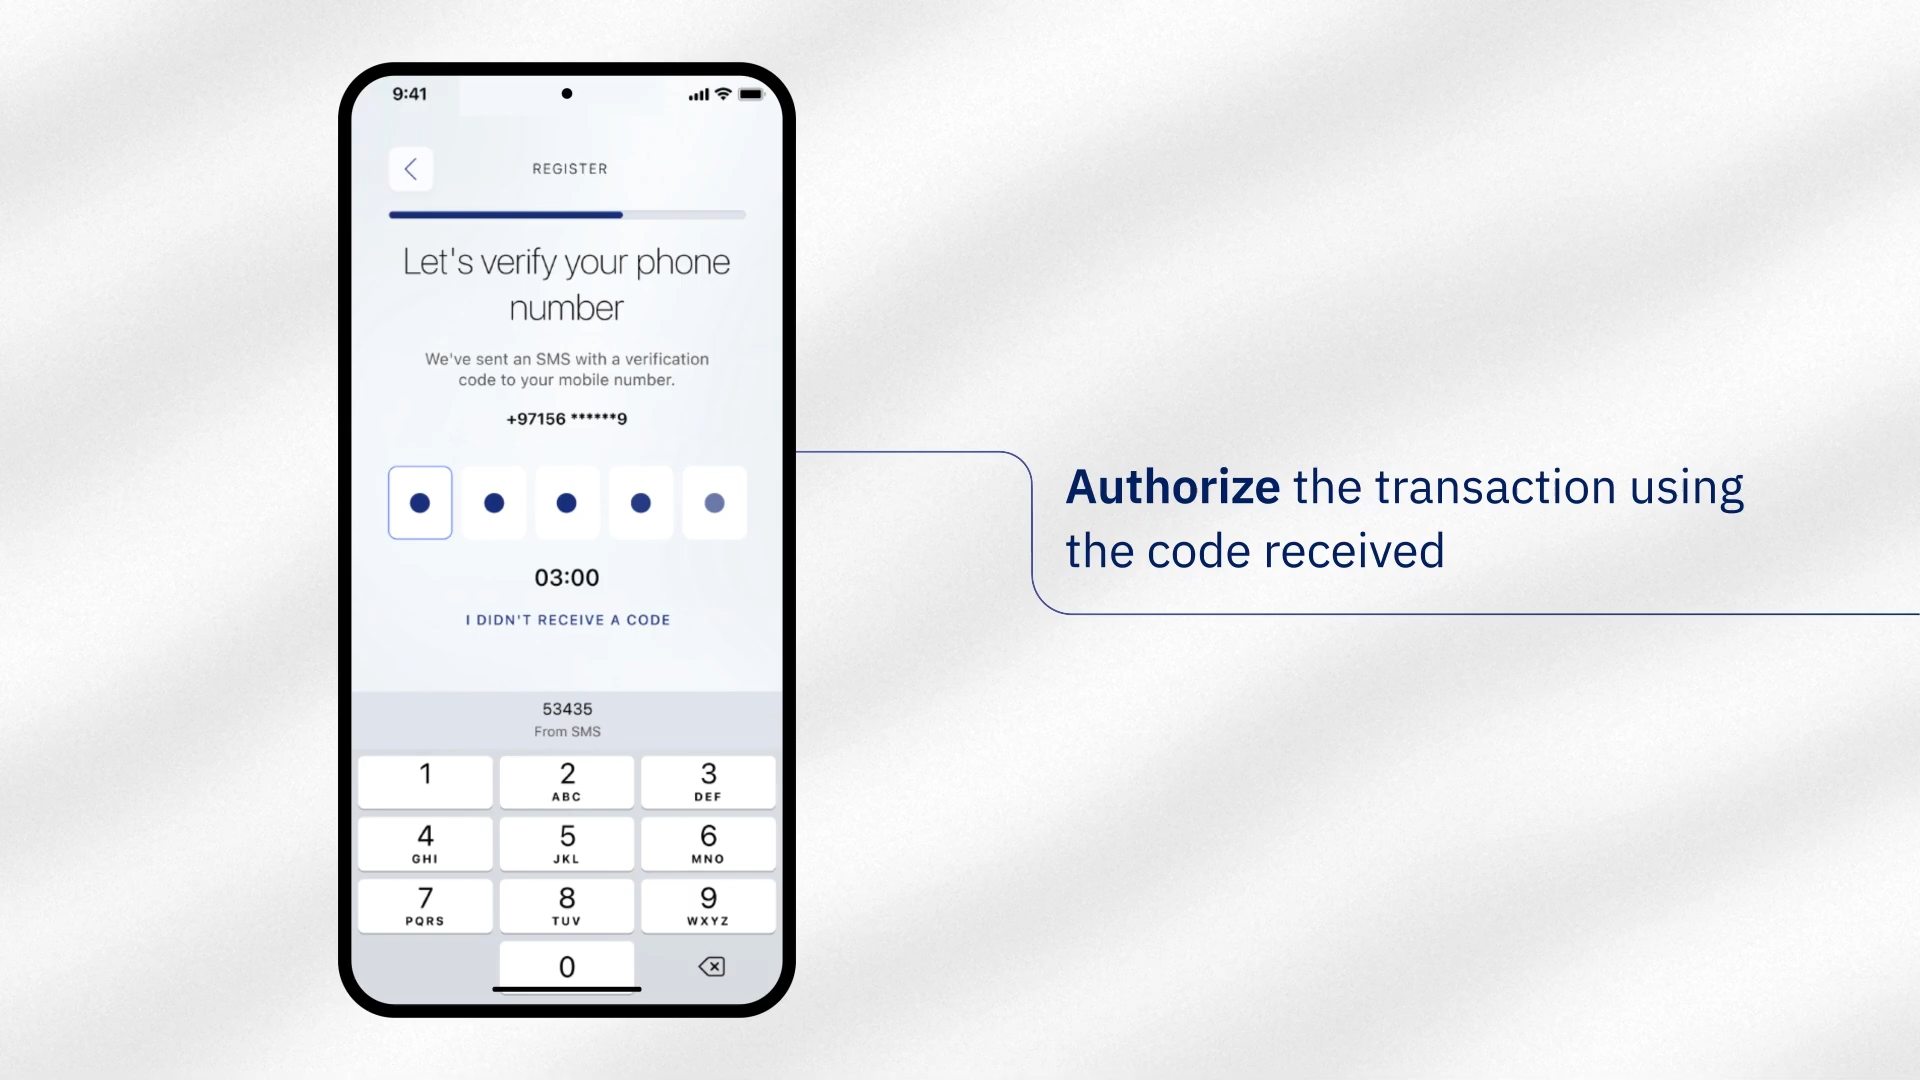 9:41
REGISTER
Let's verify your phone
number
We've sent an SMS with a verification
code to your mobile number.
+97156 ******9
03:00
I DIDN'T RECEIVE A CODE
53435
From SMS
1
2
ABC
3
DEF
4
GHI
5
JKL
6
MNO
7
PQRS
8
TUV
9
WXYZ
0
Authorize the transaction using
the code received